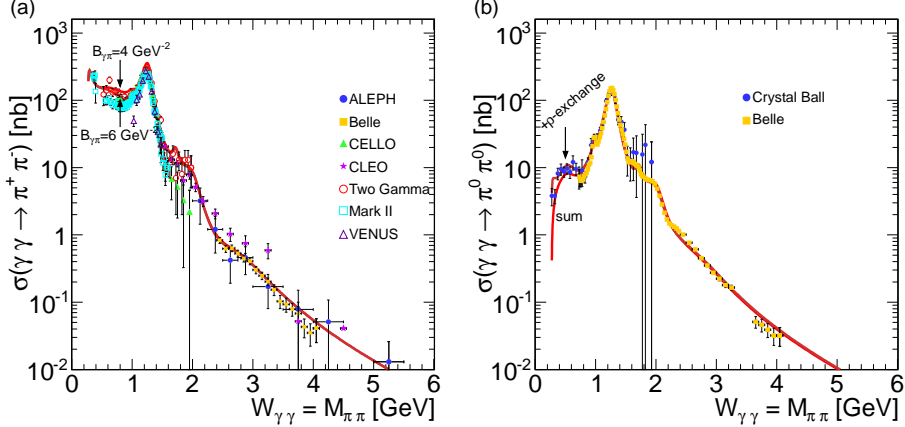 (a)
σ(γ γ → π⁺ π⁻) [nb]
10³
10²
10
1
10⁻¹
10⁻²
B_γπ=4 GeV⁻²
B_γπ=6 GeV⁻²
ALEPH
Belle
CELLO
CLEO
Two Gamma
Mark II
VENUS
0 1 2 3 4 5 6
W_γγ = M_ππ [GeV]
(b)
σ(γ γ → π⁰ π⁰) [nb]
10³
10²
10
1
10⁻¹
10⁻²
+ρ-exchange
sum
Crystal Ball
Belle
0 1 2 3 4 5 6
W_γγ = M_ππ [GeV]